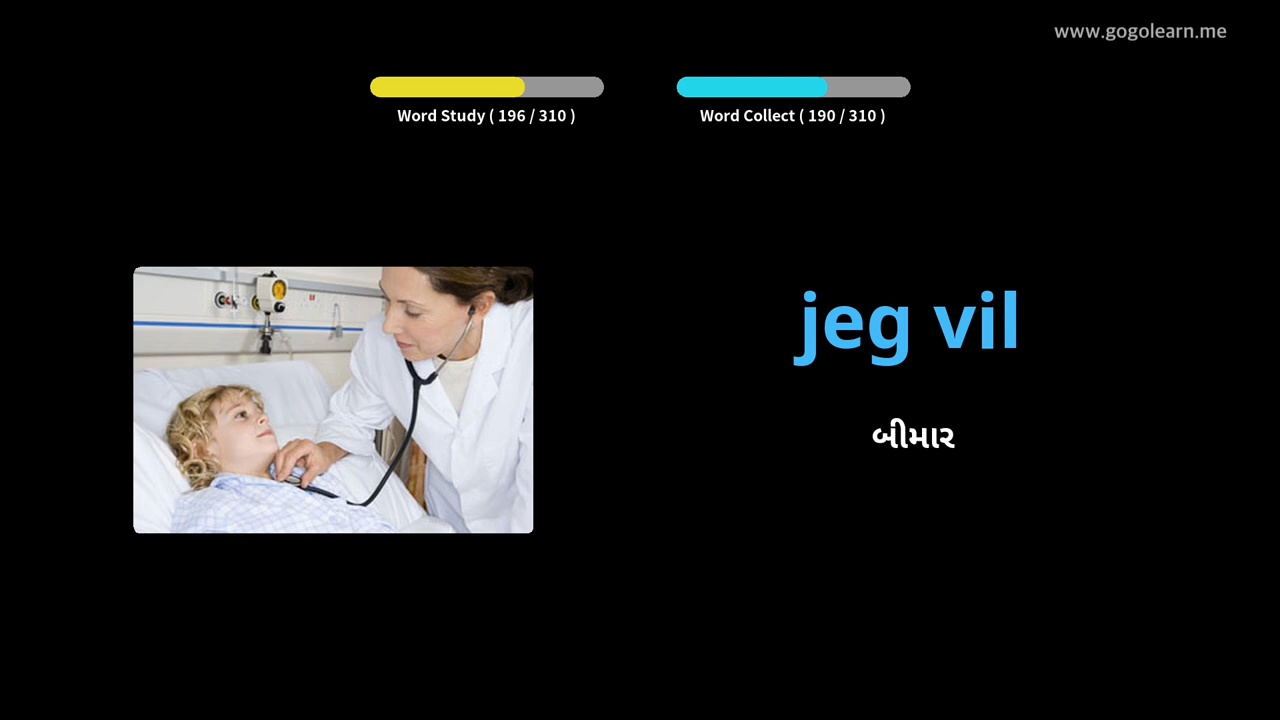 www.gogolearn.me
Word Study ( 196 / 310 )
Word Collect ( 190 / 310 )
jeg vil
બીમાર